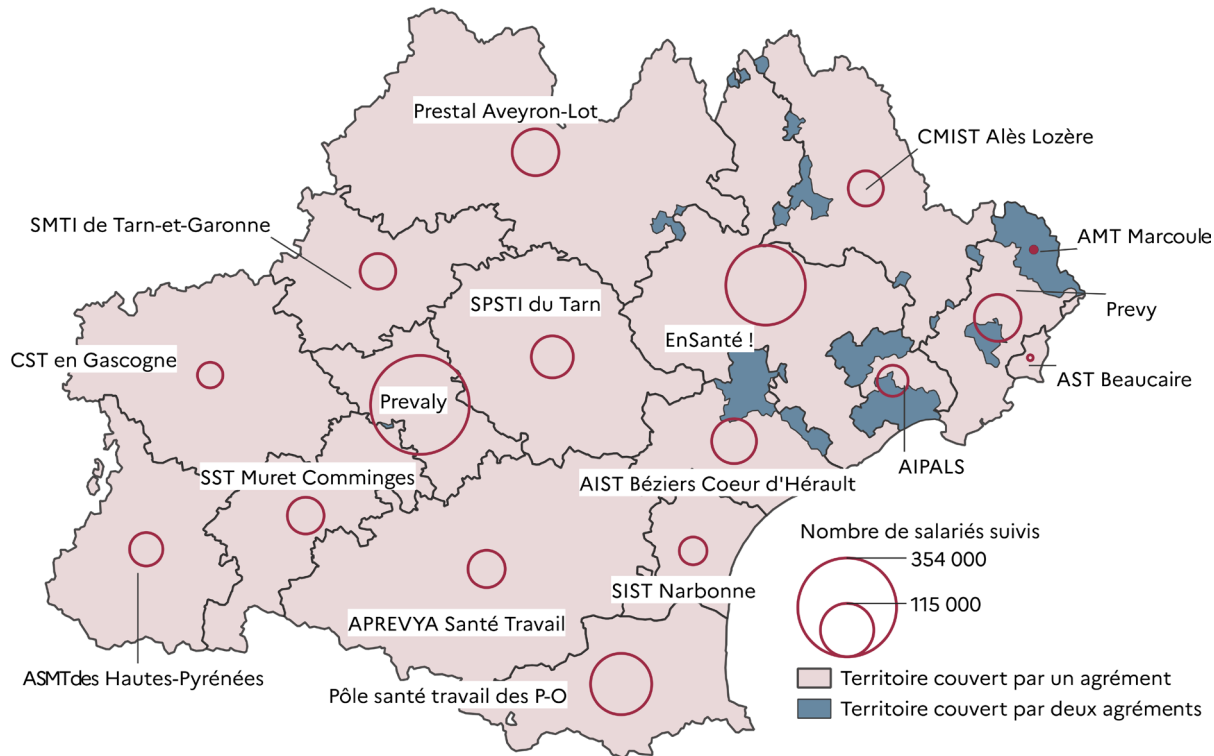 Prestal Aveyron-Lot
CMIST Alès Lozère
SMTI de Tarn-et-Garonne
AMT Marcoule
SPSTI du Tarn
Prevy
EnSanté !
CST en Gascogne
AST Beaucaire
Prevaly
AIPALS
SST Muret Comminges
AIST Béziers Coeur d'Hérault
SIST Narbonne
APREVYA Santé Travail
ASMTdes Hautes-Pyrénées
Pôle santé travail des P-O
Nombre de salariés suivis
354 000
115 000
Territoire couvert par un agrément
Territoire couvert par deux agréments